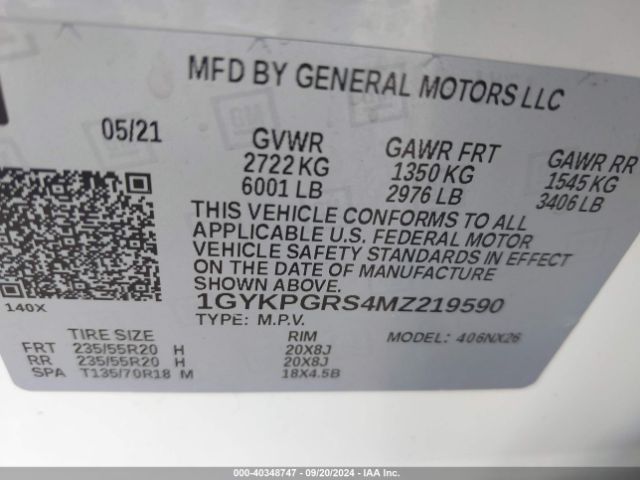 MFD BY GENERAL MOTORS LLC
05/21
GVWR GAWR FRT GAWR RR
2722 KG 1350 KG 1545 KG
6001 LB 2976 LB 3406 LB
THIS VEHICLE CONFORMS TO ALL
APPLICABLE U.S. FEDERAL MOTOR
VEHICLE SAFETY STANDARDS IN EFFECT
ON THE DATE OF MANUFACTURE
SHOWN ABOVE.
1GYKPGRS4MZ219590
140X
TYPE: M.P.V.
MODEL: 406NX26
TIRE SIZE RIM
FRT 235/55R20 H 20X8J
RR 235/55R20 H 20X8J
SPA T135/70R18 M 18X4.5B
000-40348747 - 09/20/2024 - IAA Inc.